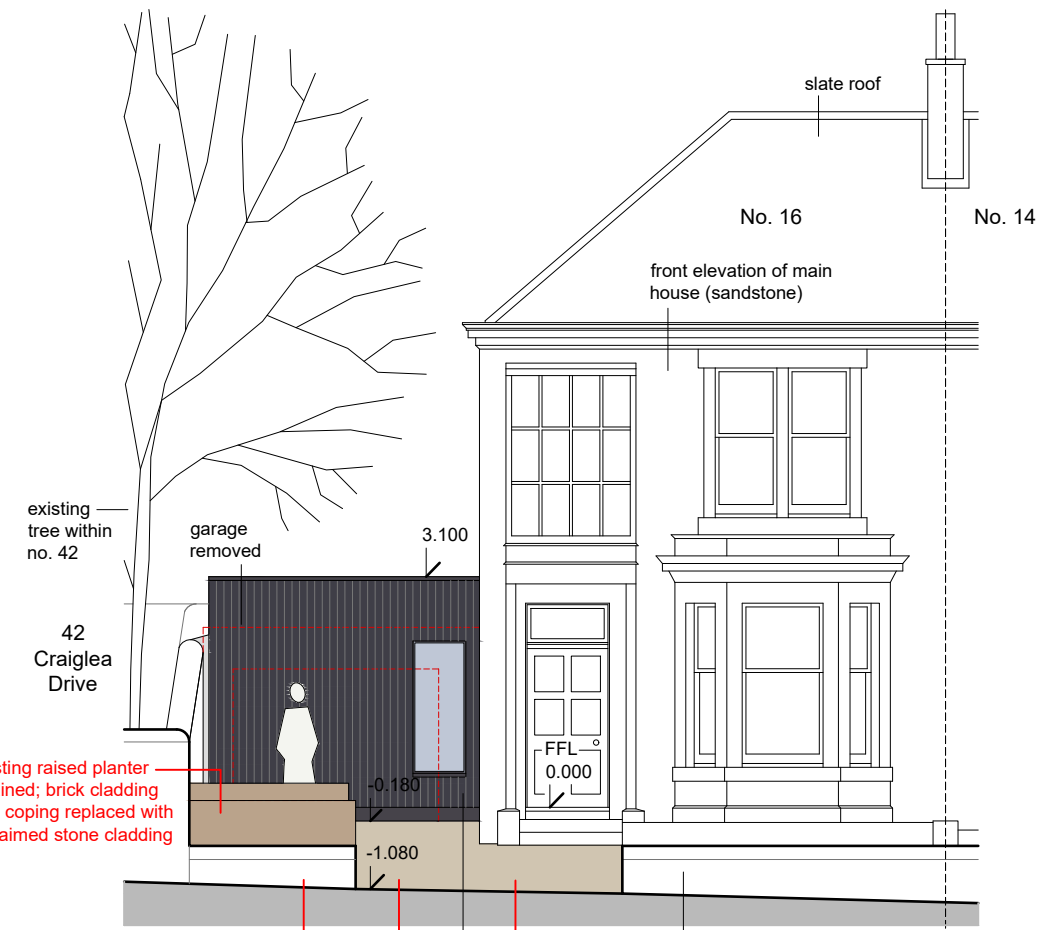 slate roof
No. 16
No. 14
front elevation of main
house (sandstone)
existing
tree within
no. 42
garage
removed
3.100
42
Craiglea
Drive
FFL
0.000
-0.180
raised planter
brick cladding
coping replaced with
stone cladding
-1.080